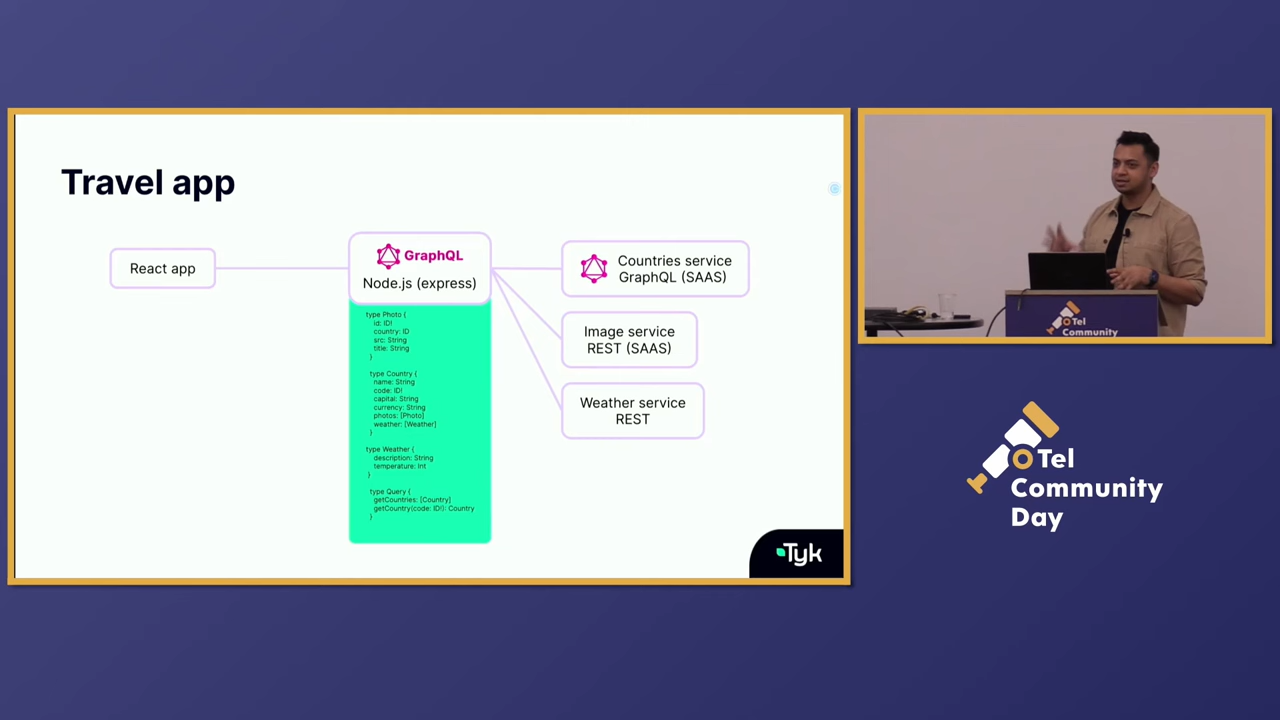 Travel app
React app
GraphQL
Node.js (express)
type Photo {
id: ID!
country: ID
src: String
title: String
}
type Country {
name: String
code: ID!
capital: String
currency: String
photos: [Photo]
weather: [Weather]
}
type Weather {
description: String
temperature: Int
}
type Query {
getCountries: [Country]
getCountry(code: ID!): Country
}
Countries service
GraphQL (SAAS)
Image service
REST (SAAS)
Weather service
REST
Tyk
OTel
Community
OTel
Community
Day